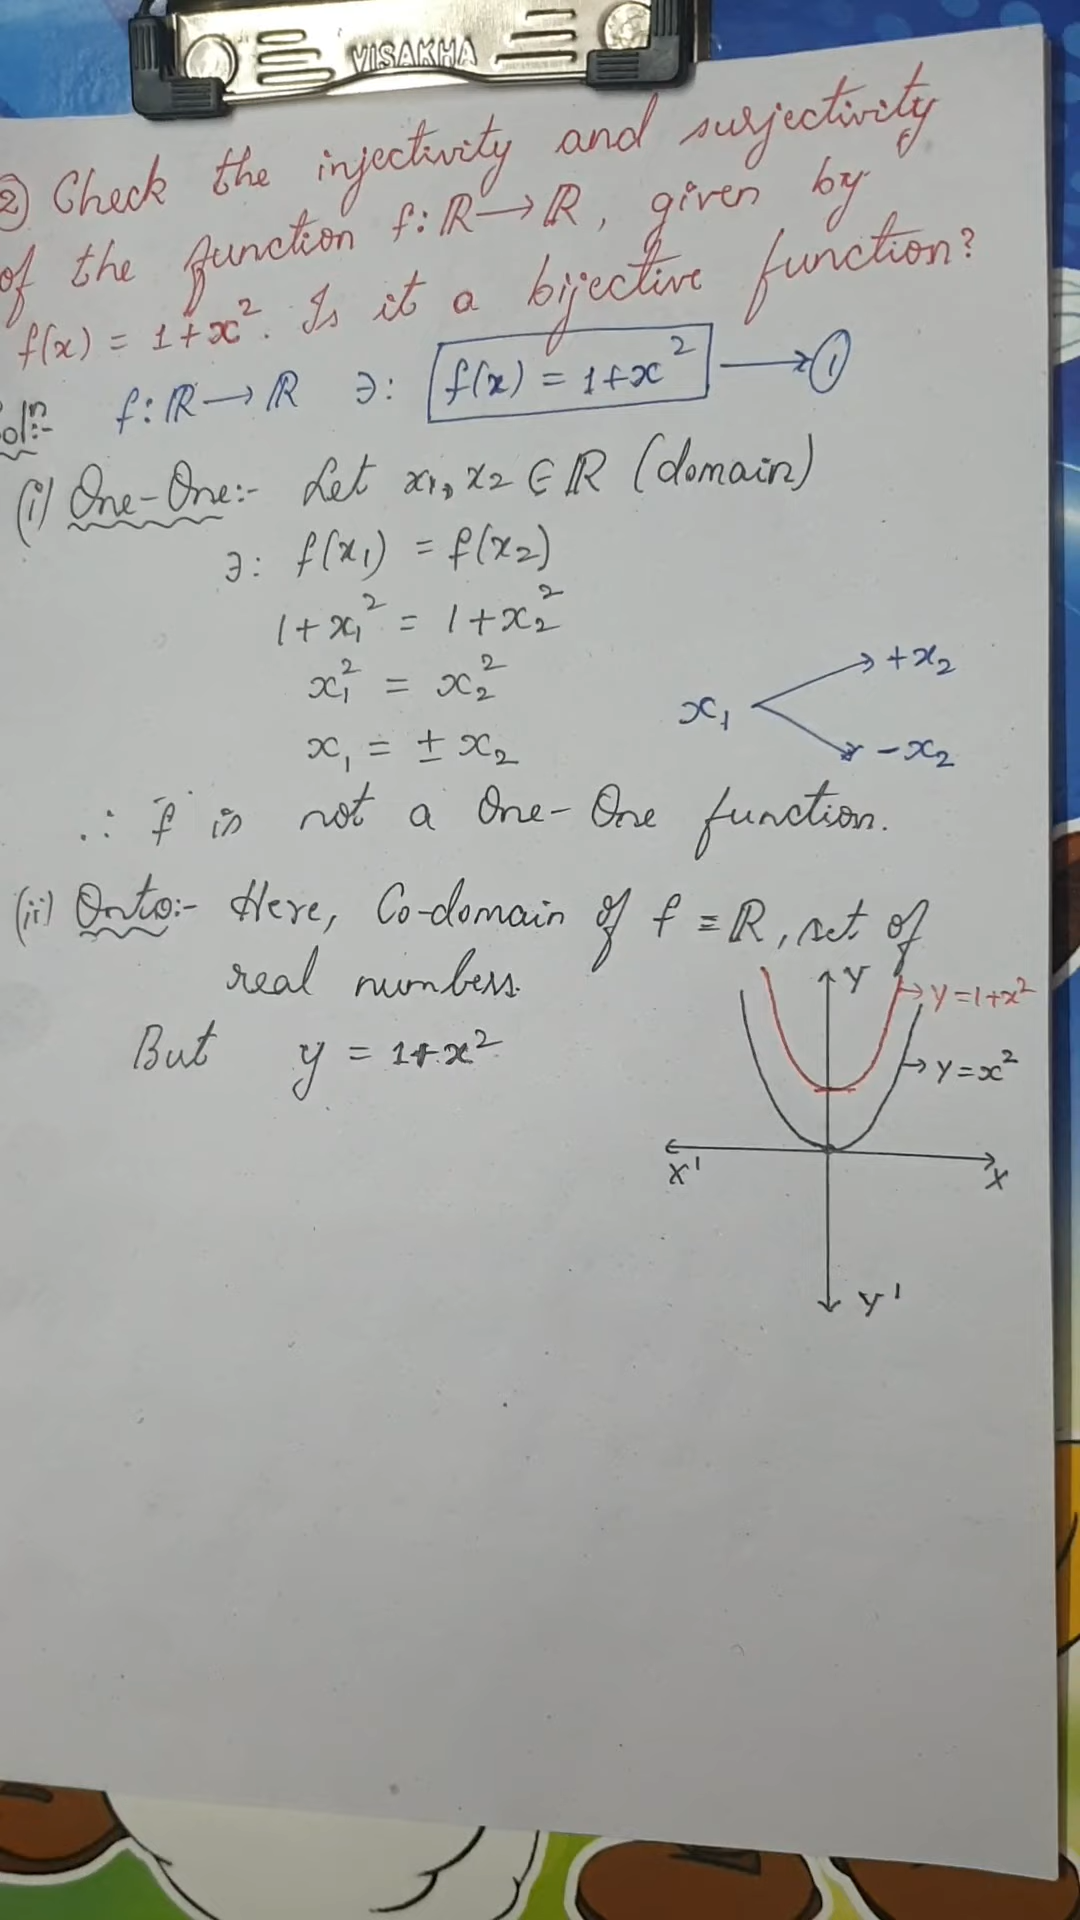 VISAKHA
2) Check the injectivity and surjectivity
of the function f: ℝ → ℝ, given by
f(x) = 1+x². Is it a bijective function?
Solⁿ:- f: ℝ → ℝ ∋: f(x) = 1+x² → ①
(i) One-One:- Let x₁, x₂ ∈ ℝ (domain)
∋: f(x₁) = f(x₂)
1+x₁² = 1+x₂²
x₁² = x₂²
x₁ = ± x₂
x₁ → +x₂
→ -x₂
∴ f is not a One-One function.
(ii) Onto:- Here, Co-domain of f = ℝ, set of
real numbers.
But y = 1+x²
Y
y=1+x²
y=x²
X'
X
Y'